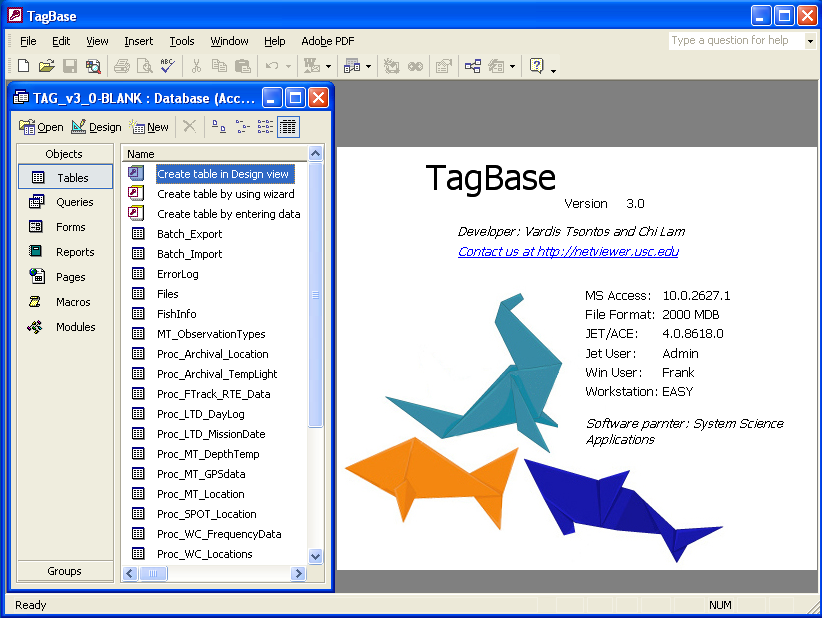 TagBase
File Edit View Insert Tools Window Help Adobe PDF
Type a question for help
TAG_v3_0-BLANK : Database (Acc...
Open Design New
Objects
Tables
Queries
Forms
Reports
Pages
Macros
Modules
Groups
Name
Create table in Design view
Create table by using wizard
Create table by entering data
Batch_Export
Batch_Import
ErrorLog
Files
FishInfo
MT_ObservationTypes
Proc_Archival_Location
Proc_Archival_TempLight
Proc_FTrack_RTE_Data
Proc_LTD_DayLog
Proc_LTD_MissionDate
Proc_MT_DepthTemp
Proc_MT_GPSdata
Proc_MT_Location
Proc_SPOT_Location
Proc_WC_FrequencyData
Proc_WC_Locations
TagBase
Version 3.0
Developer: Vardis Tsontos and Chi Lam
Contact us at http://netviewer.usc.edu
MS Access: 10.0.2627.1
File Format: 2000 MDB
JET/ACE: 4.0.8618.0
Jet User: Admin
Win User: Frank
Workstation: EASY
Software parnter: System Science
Applications
Ready
NUM